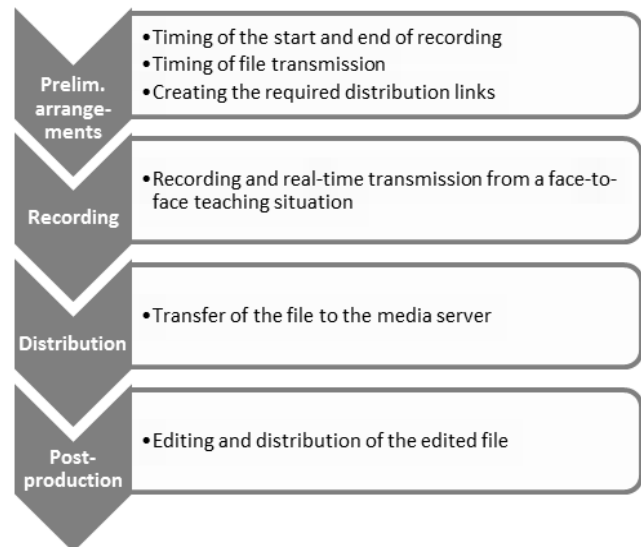 Prelim.
arrange-
ments
•Timing of the start and end of recording
•Timing of file transmission
•Creating the required distribution links
Recording
•Recording and real-time transmission from a face-to-
face teaching situation
Distribution
•Transfer of the file to the media server
Post-
production
•Editing and distribution of the edited file